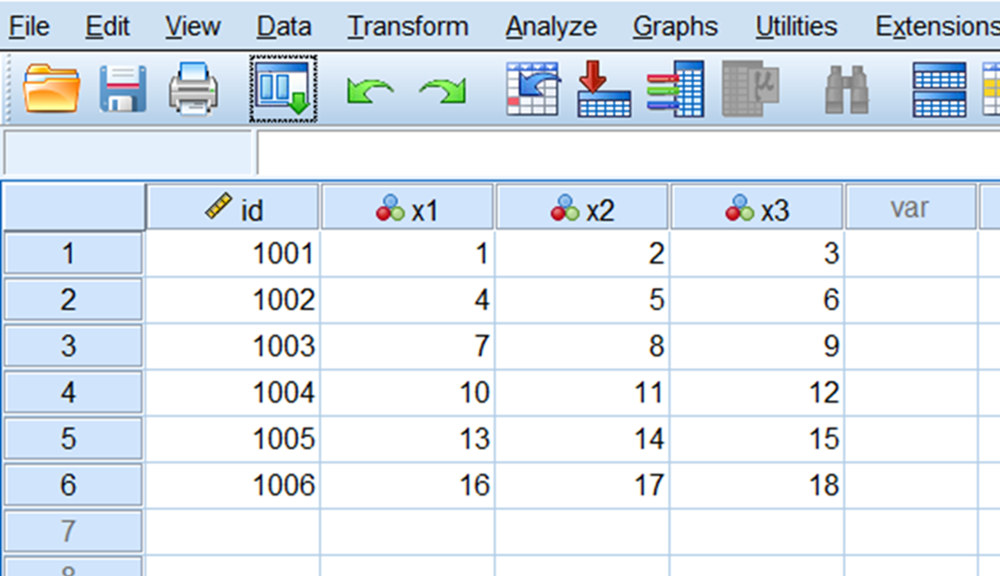 File Edit View Data Transform Analyze Graphs Utilities Extensions
id x1 x2 x3 var
1 1001 1 2 3
2 1002 4 5 6
3 1003 7 8 9
4 1004 10 11 12
5 1005 13 14 15
6 1006 16 17 18
7